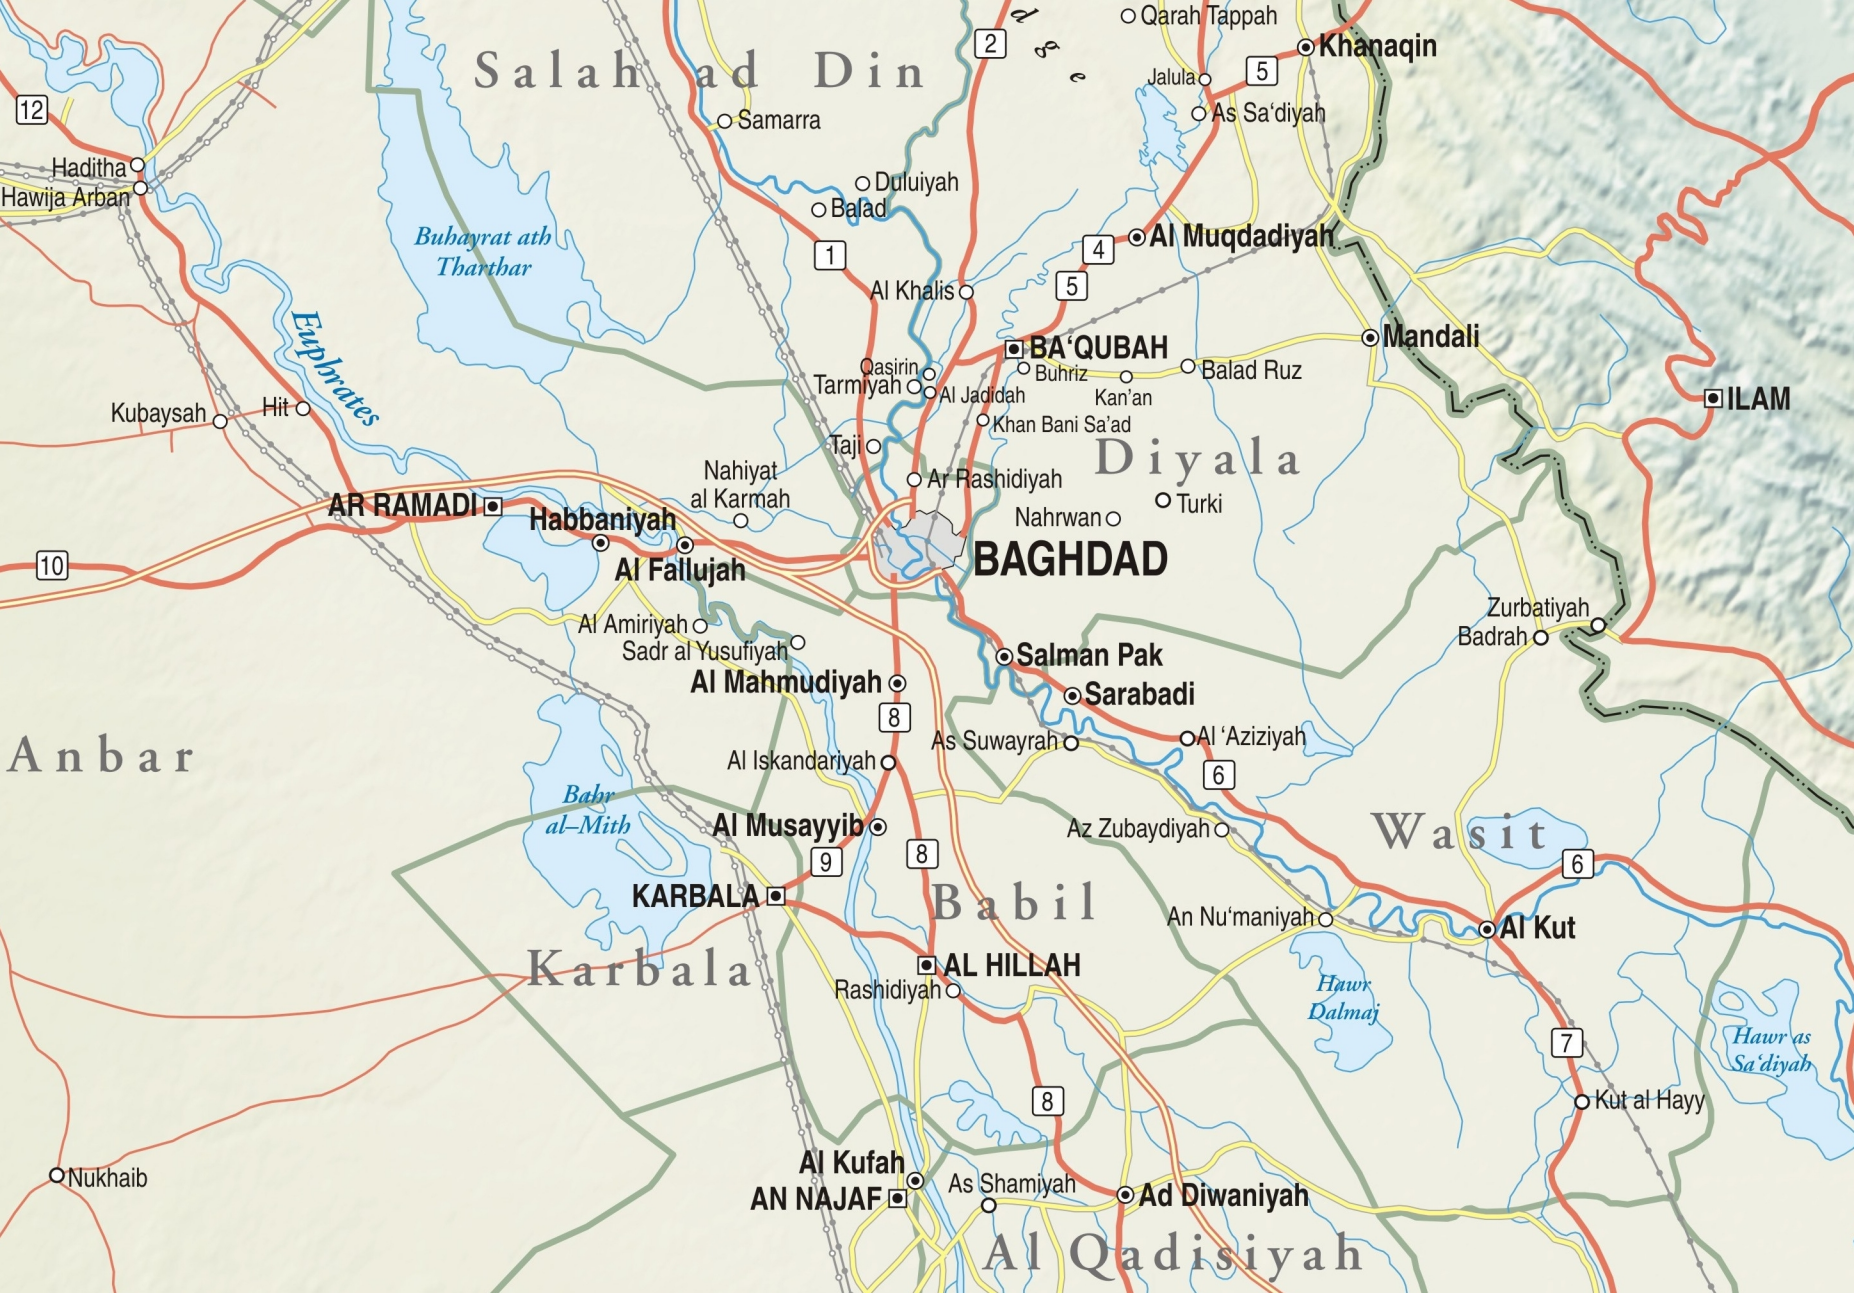 d
g
e
2
Qarah Tappah
Khanaqin
5
Salah ad Din
Jalula
As Sa‘diyah
12
Samarra
Haditha
Hawija Arban
Duluiyah
Balad
Buhayrat ath
Tharthar
1
4
Al Muqdadiyah
5
Al Khalis
Euphrates
BA‘QUBAH
Mandali
Qasirin
Tarmiyah
Buhriz
Balad Ruz
Al Jadidah
Kan’an
ILAM
Kubaysah
Hit
Khan Bani Sa’ad
Taji
Diyala
Nahiyat
al Karmah
Ar Rashidiyah
AR RAMADI
Turki
Habbaniyah
Nahrwan
10
Al Fallujah
BAGHDAD
Al Amiriyah
Zurbatiyah
Badrah
Sadr al Yusufiyah
Salman Pak
Al Mahmudiyah
Sarabadi
8
As Suwayrah
Al ‘Aziziyah
Anbar
Al Iskandariyah
6
Bahr
al–Mith
Al Musayyib
Az Zubaydiyah
Wasit
9
8
6
KARBALA
Babil
An Nu‘maniyah
Al Kut
Karbala
AL HILLAH
Rashidiyah
Hawr
Dalmaj
7
Hawr as
Sa‘diyah
8
Kut al Hayy
Al Kufah
Nukhaib
AN NAJAF
As Shamiyah
Ad Diwaniyah
Al Qadisiyah